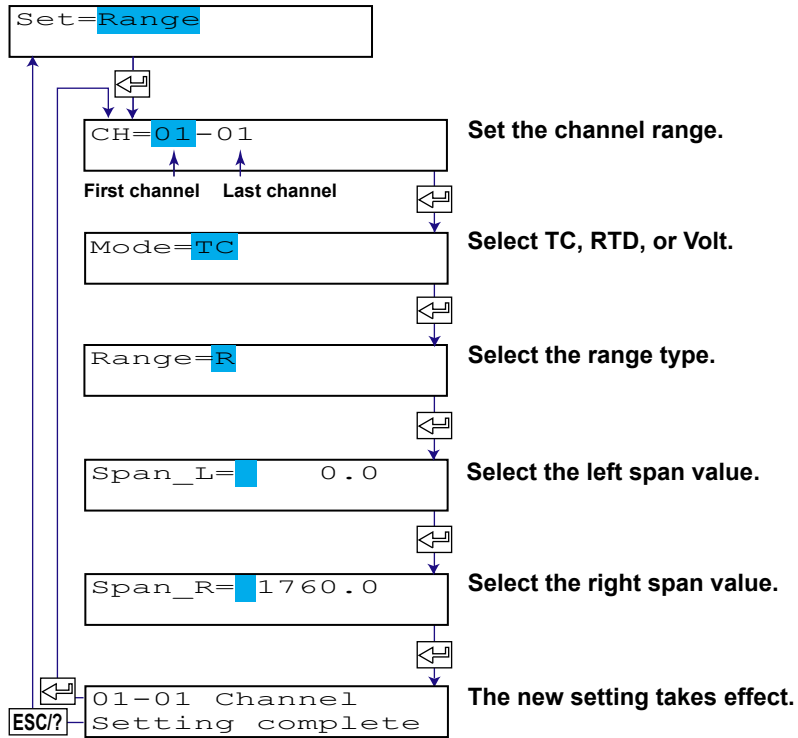 Set=Range
CH=01-01
Set the channel range.
First channel Last channel
Mode=TC
Select TC, RTD, or Volt.
Range=R
Select the range type.
Span_L= 0.0
Select the left span value.
Span_R= 1760.0
Select the right span value.
01-01 Channel
Setting complete
The new setting takes effect.
ESC/?